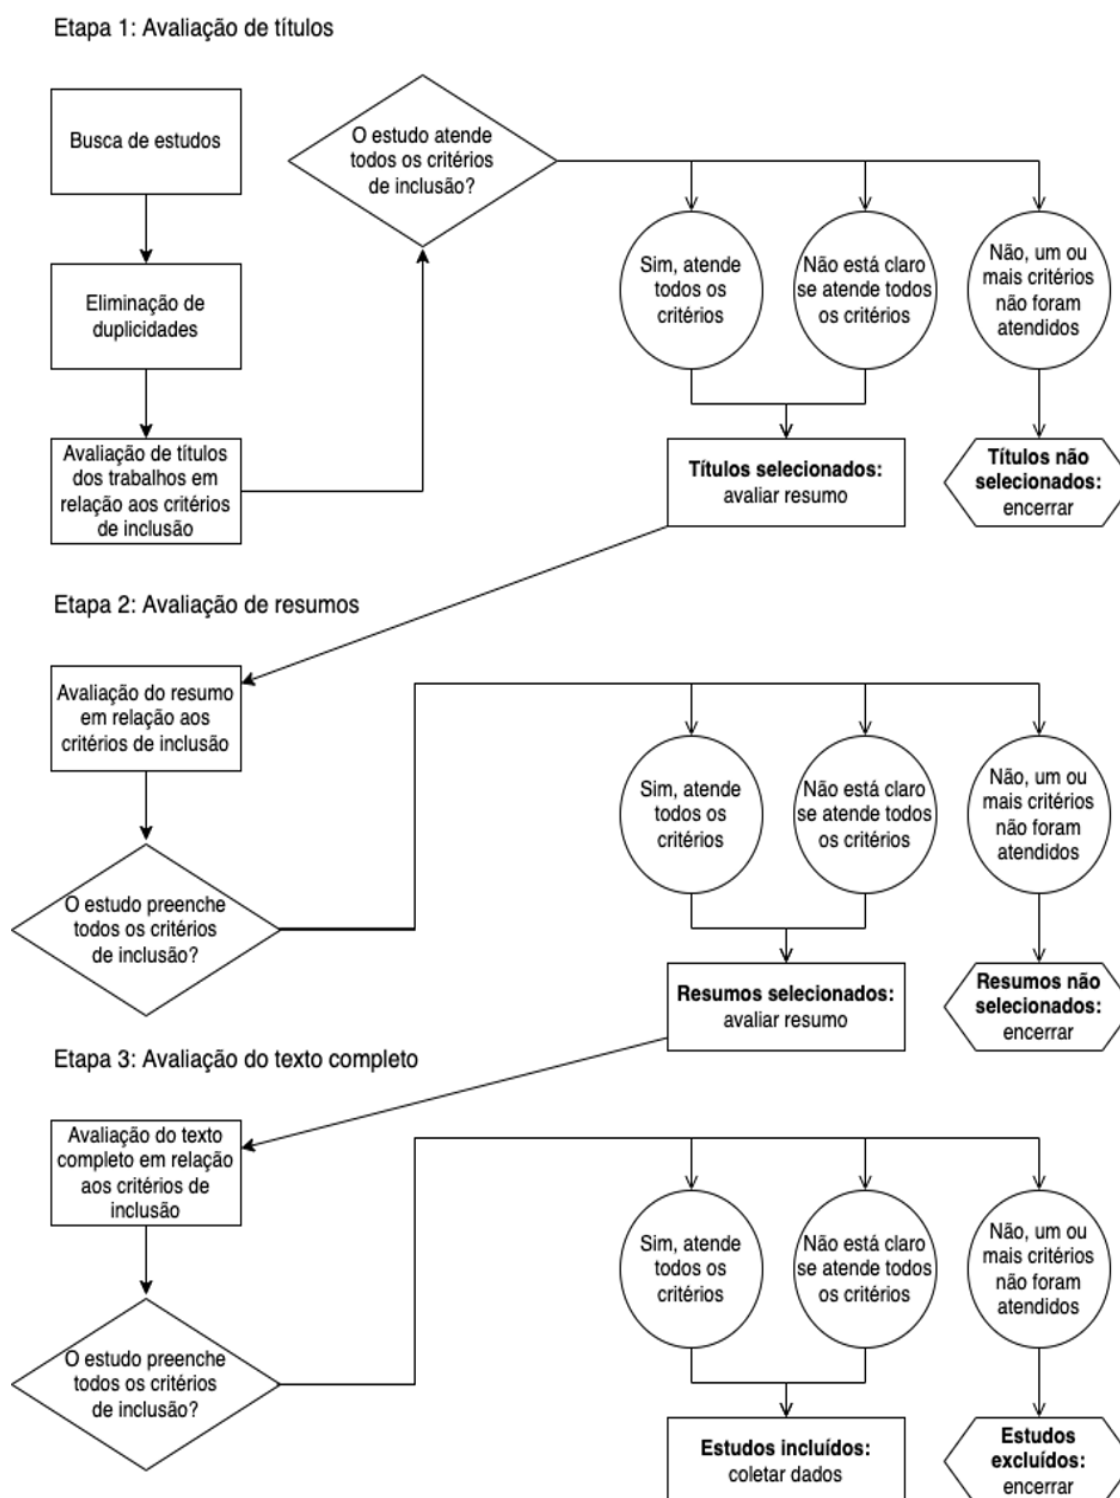 Etapa 1: Avaliação de títulos
Busca de estudos
Eliminação de
duplicidades
Avaliação de títulos
dos trabalhos em
relação aos critérios
de inclusão
O estudo atende
todos os critérios
de inclusão?
Sim, atende
todos os
critérios
Não está claro
se atende todos
os critérios
Não, um ou
mais critérios
não foram
atendidos
Títulos selecionados:
avaliar resumo
Títulos não
selecionados:
encerrar
Etapa 2: Avaliação de resumos
Avaliação do resumo
em relação aos
critérios de inclusão
O estudo preenche
todos os critérios
de inclusão?
Sim, atende
todos os
critérios
Não está claro
se atende todos
os critérios
Não, um ou
mais critérios
não foram
atendidos
Resumos selecionados:
avaliar resumo
Resumos não
selecionados:
encerrar
Etapa 3: Avaliação do texto completo
Avaliação do texto
completo em relação
aos critérios de
inclusão
O estudo preenche
todos os critérios
de inclusão?
Sim, atende
todos os
critérios
Não está claro
se atende todos
os critérios
Não, um ou
mais critérios
não foram
atendidos
Estudos incluídos:
coletar dados
Estudos
excluídos:
encerrar